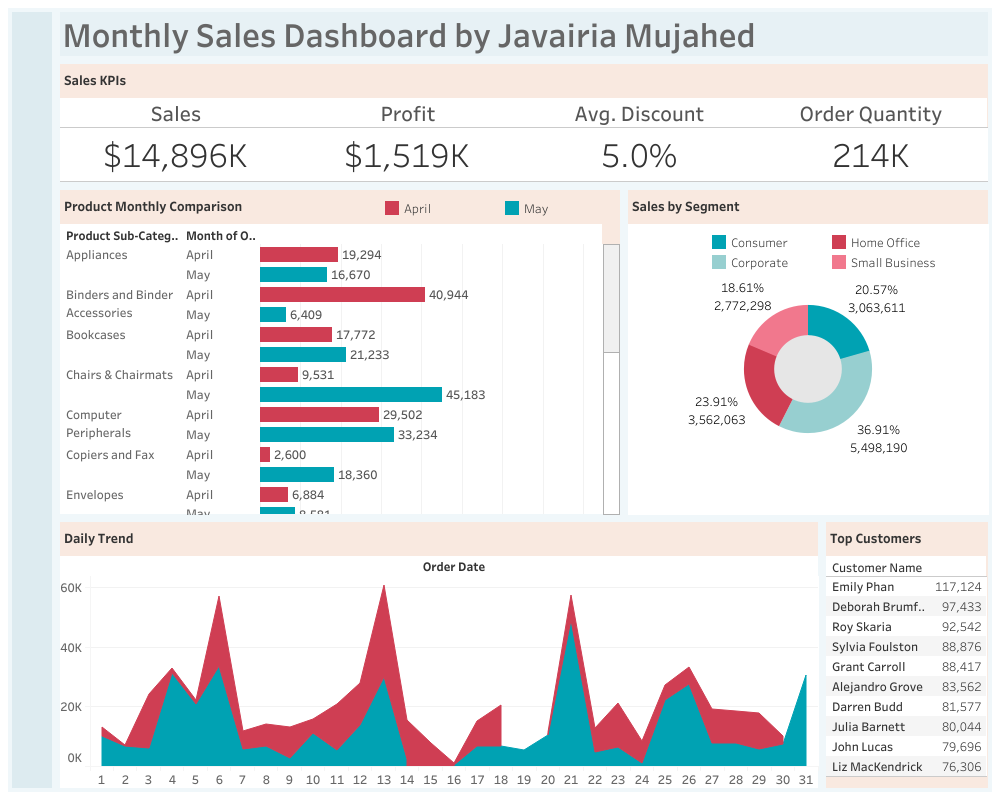 Monthly Sales Dashboard by Javairia Mujahed
Sales KPIs
Sales Profit Avg. Discount Order Quantity
$14,896K $1,519K 5.0% 214K
Product Monthly Comparison April May
Product Sub-Categ.. Month of O..
Appliances April 19,294
May 16,670
Binders and Binder April 40,944
Accessories May 6,409
Bookcases April 17,772
May 21,233
Chairs & Chairmats April 9,531
May 45,183
Computer April 29,502
Peripherals May 33,234
Copiers and Fax April 2,600
May 18,360
Envelopes April 6,884
May 8,581
Sales by Segment
Consumer Home Office
Corporate Small Business
18.61% 20.57%
2,772,298 3,063,611
23.91%
3,562,063
36.91%
5,498,190
Daily Trend
Order Date
60K
40K
20K
0K
1 2 3 4 5 6 7 8 9 10 11 12 13 14 15 16 17 18 19 20 21 22 23 24 25 26 27 28 29 30 31
Top Customers
Customer Name
Emily Phan 117,124
Deborah Brumf.. 97,433
Roy Skaria 92,542
Sylvia Foulston 88,876
Grant Carroll 88,417
Alejandro Grove 83,562
Darren Budd 81,577
Julia Barnett 80,044
John Lucas 79,696
Liz MacKendrick 76,306